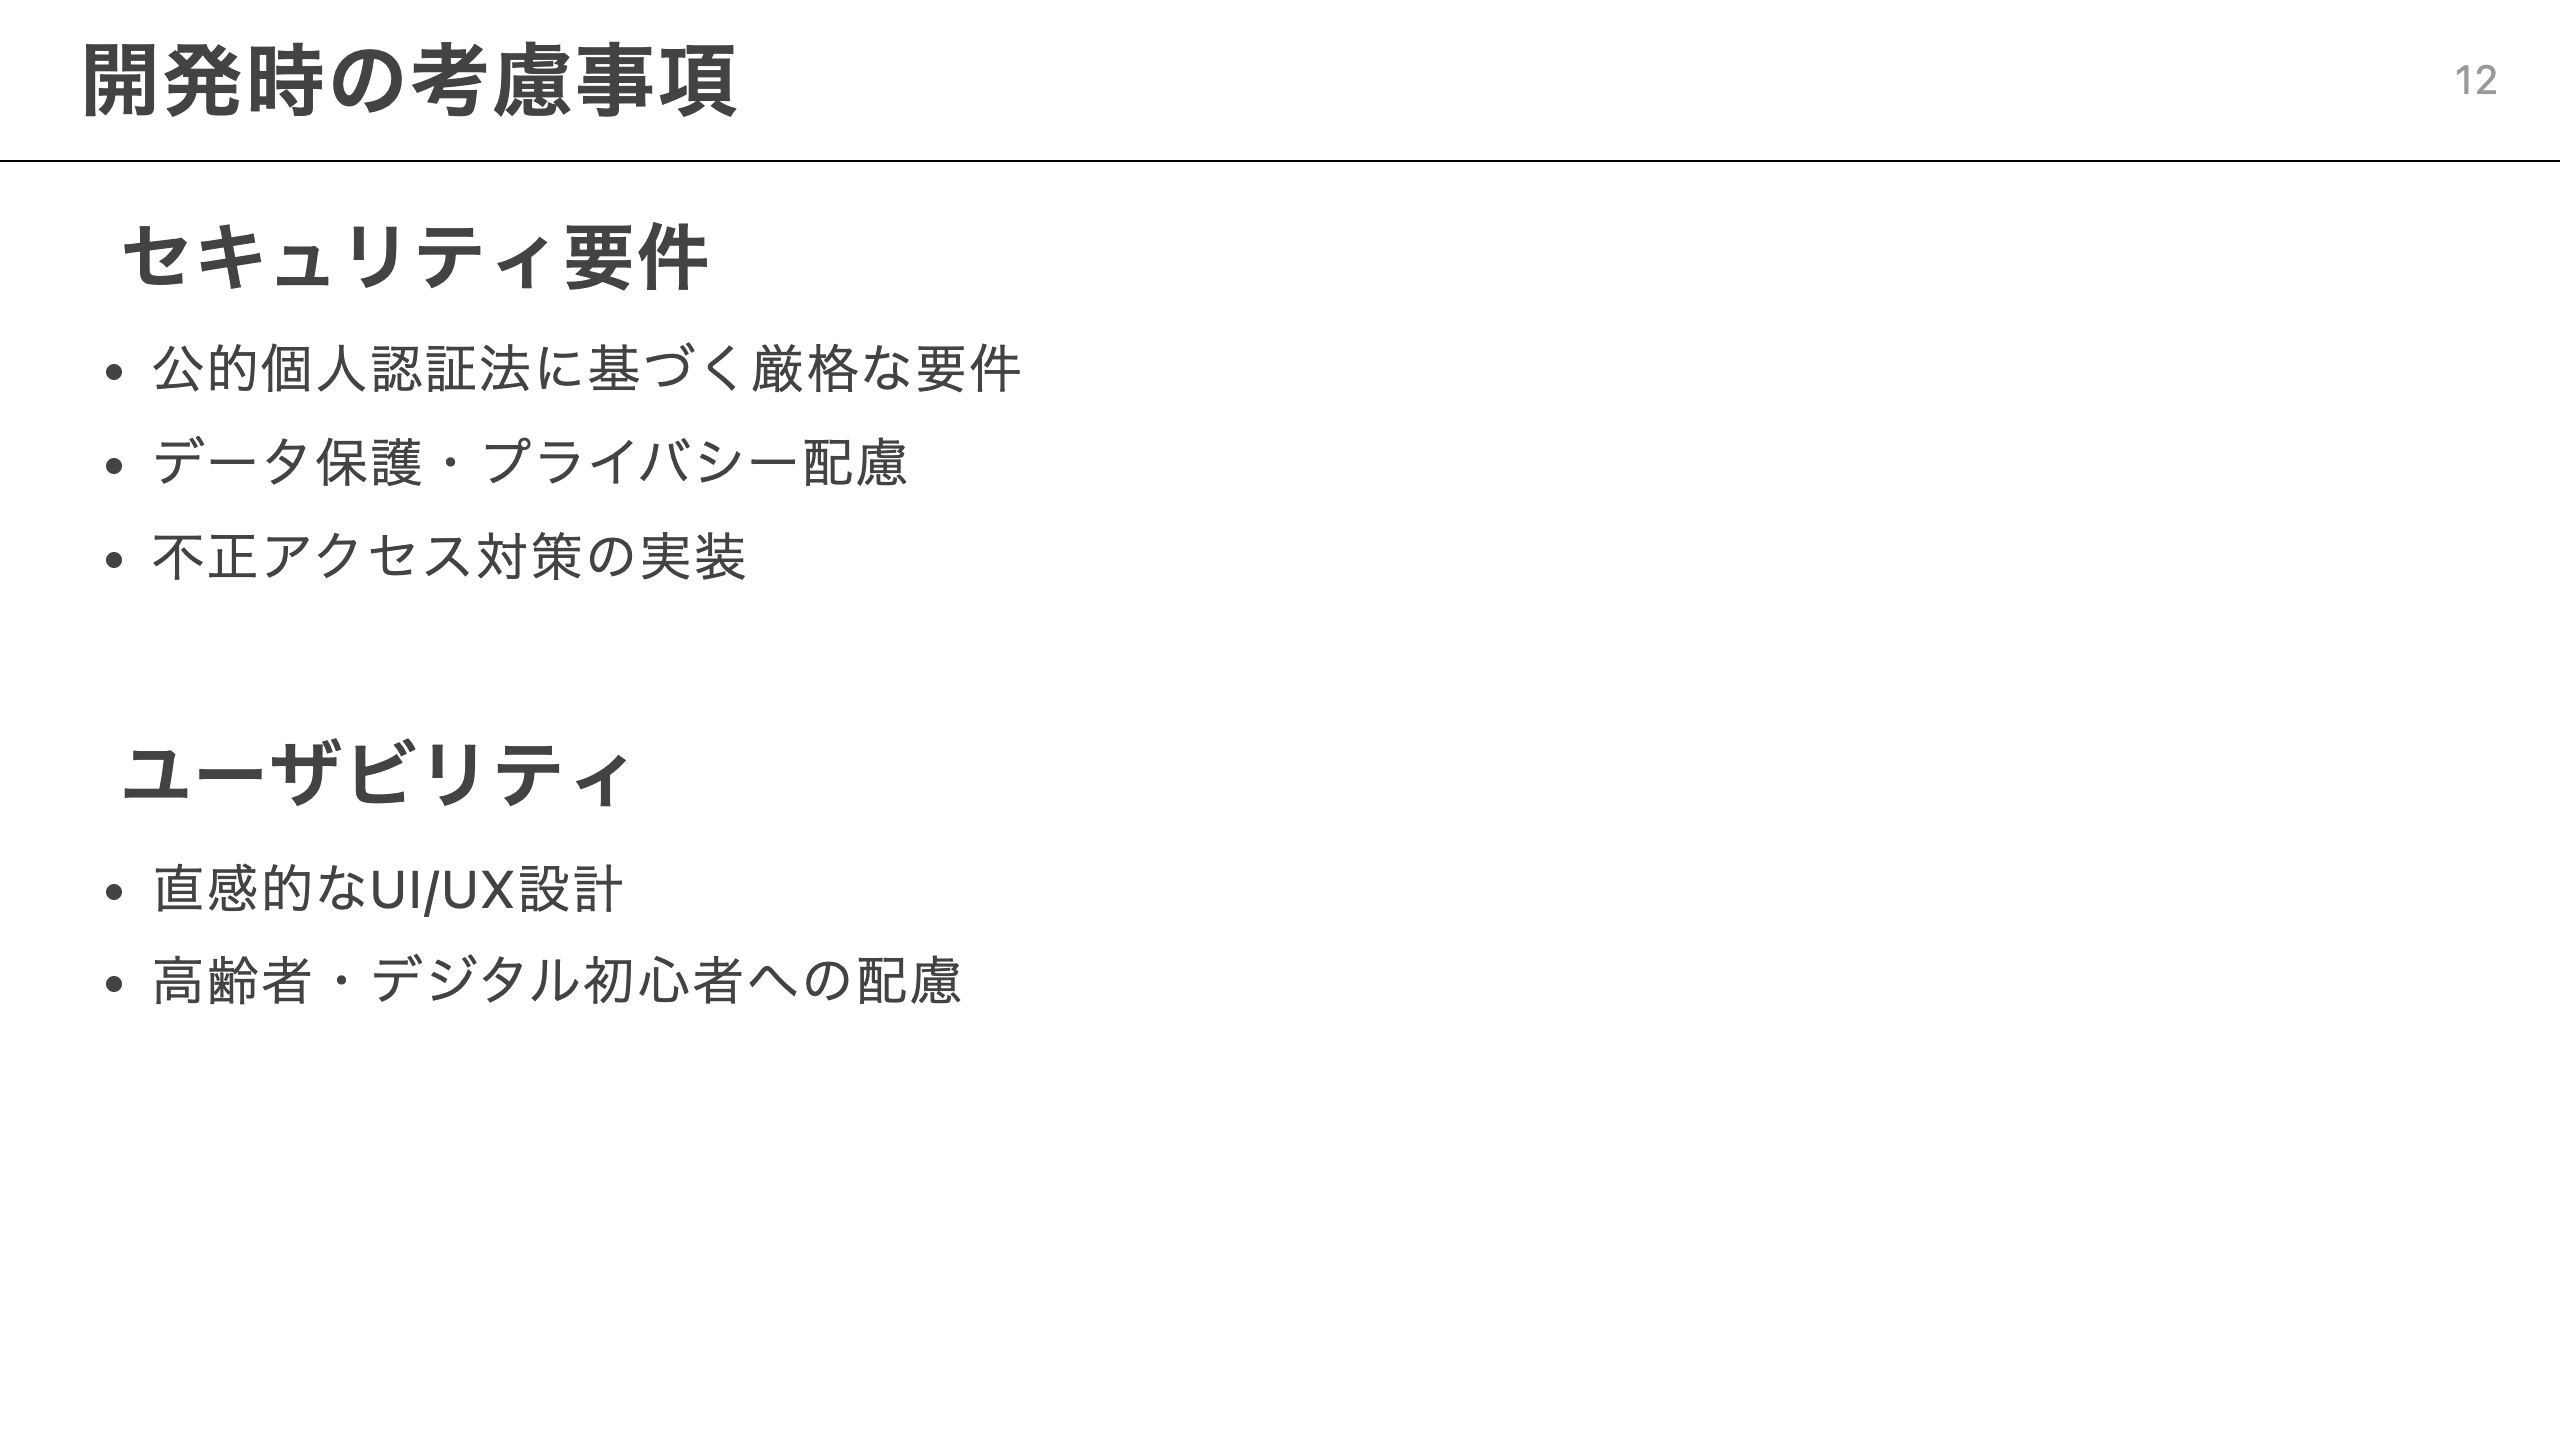 開発時の考慮事項
12
セキュリティ要件
• 公的個人認証法に基づく厳格な要件
• データ保護・プライバシー配慮
• 不正アクセス対策の実装
ユーザビリティ
• 直感的なUI/UX設計
• 高齢者・デジタル初心者への配慮